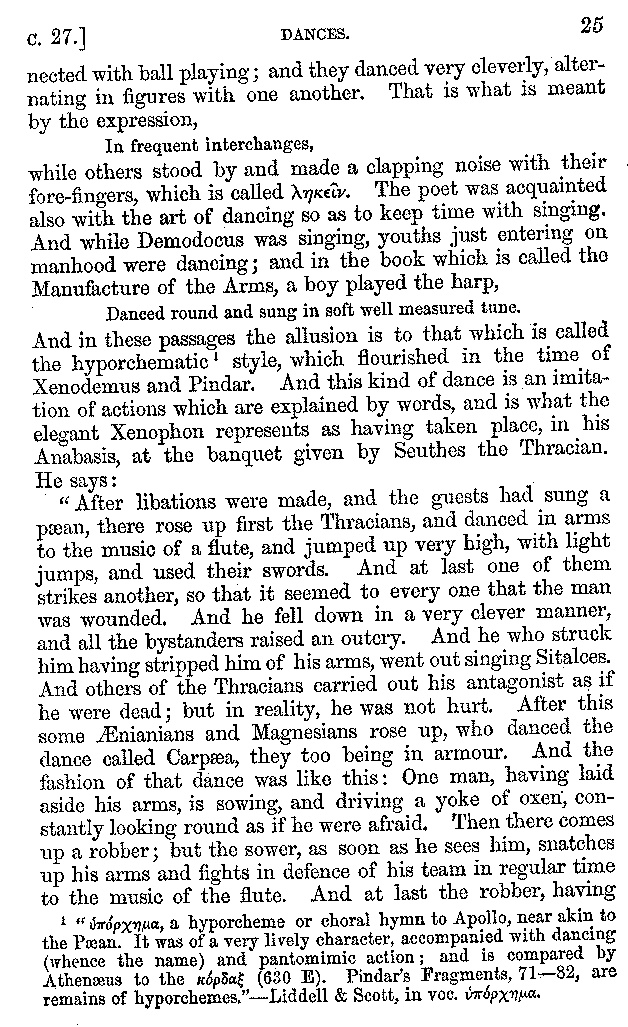 c. 27.] DANCES. 25
nected with ball playing; and they danced very cleverly, alter-
nating in figures with one another. That is what is meant
by the expression,
In frequent interchanges,
while others stood by and made a clapping noise with their
fore-fingers, which is called ληκεῖν. The poet was acquainted
also with the art of dancing so as to keep time with singing.
And while Demodocus was singing, youths just entering on
manhood were dancing; and in the book which is called the
Manufacture of the Arms, a boy played the harp,
Danced round and sung in soft well measured tune.
And in these passages the allusion is to that which is called
the hyporchematic¹ style, which flourished in the time of
Xenodemus and Pindar. And this kind of dance is an imita-
tion of actions which are explained by words, and is what the
elegant Xenophon represents as having taken place, in his
Anabasis, at the banquet given by Seuthes the Thracian.
He says:
“After libations were made, and the guests had sung a
pæan, there rose up first the Thracians, and danced in arms
to the music of a flute, and jumped up very high, with light
jumps, and used their swords. And at last one of them
strikes another, so that it seemed to every one that the man
was wounded. And he fell down in a very clever manner,
and all the bystanders raised an outcry. And he who struck
him having stripped him of his arms, went out singing Sitalces.
And others of the Thracians carried out his antagonist as if
he were dead; but in reality, he was not hurt. After this
some Ænianians and Magnesians rose up, who danced the
dance called Carpæa, they too being in armour. And the
fashion of that dance was like this: One man, having laid
aside his arms, is sowing, and driving a yoke of oxen, con-
stantly looking round as if he were afraid. Then there comes
up a robber; but the sower, as soon as he sees him, snatches
up his arms and fights in defence of his team in regular time
to the music of the flute. And at last the robber, having
¹ “ὑπόρχημα, a hyporcheme or choral hymn to Apollo, near akin to
the Pæan. It was of a very lively character, accompanied with dancing
(whence the name) and pantomimic action; and is compared by
Athenæus to the κόρδαξ (630 E). Pindar's Fragments, 71—82, are
remains of hyporchemes.”—Liddell & Scott, in voc. ὑπόρχημα.